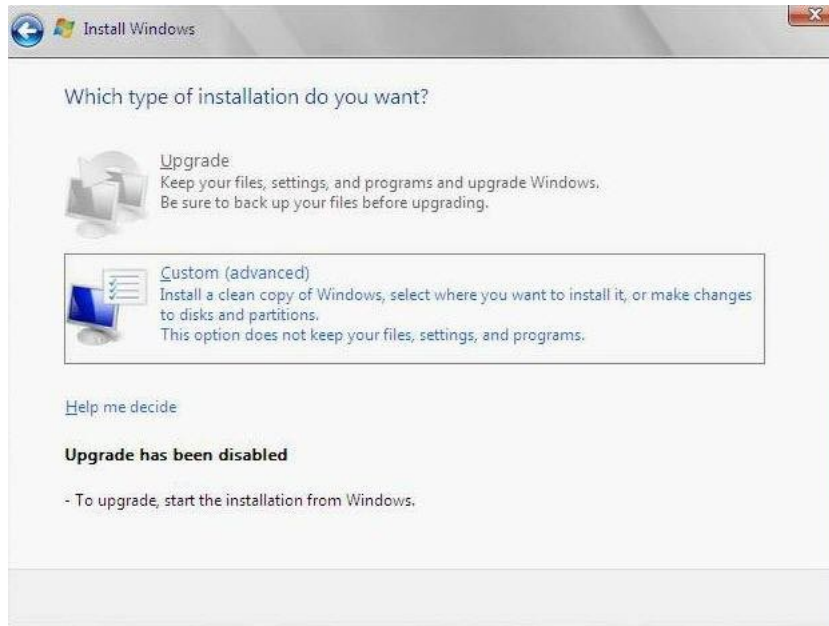 Install Windows
Which type of installation do you want?
Upgrade
Keep your files, settings, and programs and upgrade Windows.
Be sure to back up your files before upgrading.
Custom (advanced)
Install a clean copy of Windows, select where you want to install it, or make changes
to disks and partitions.
This option does not keep your files, settings, and programs.
Help me decide
Upgrade has been disabled
- To upgrade, start the installation from Windows.